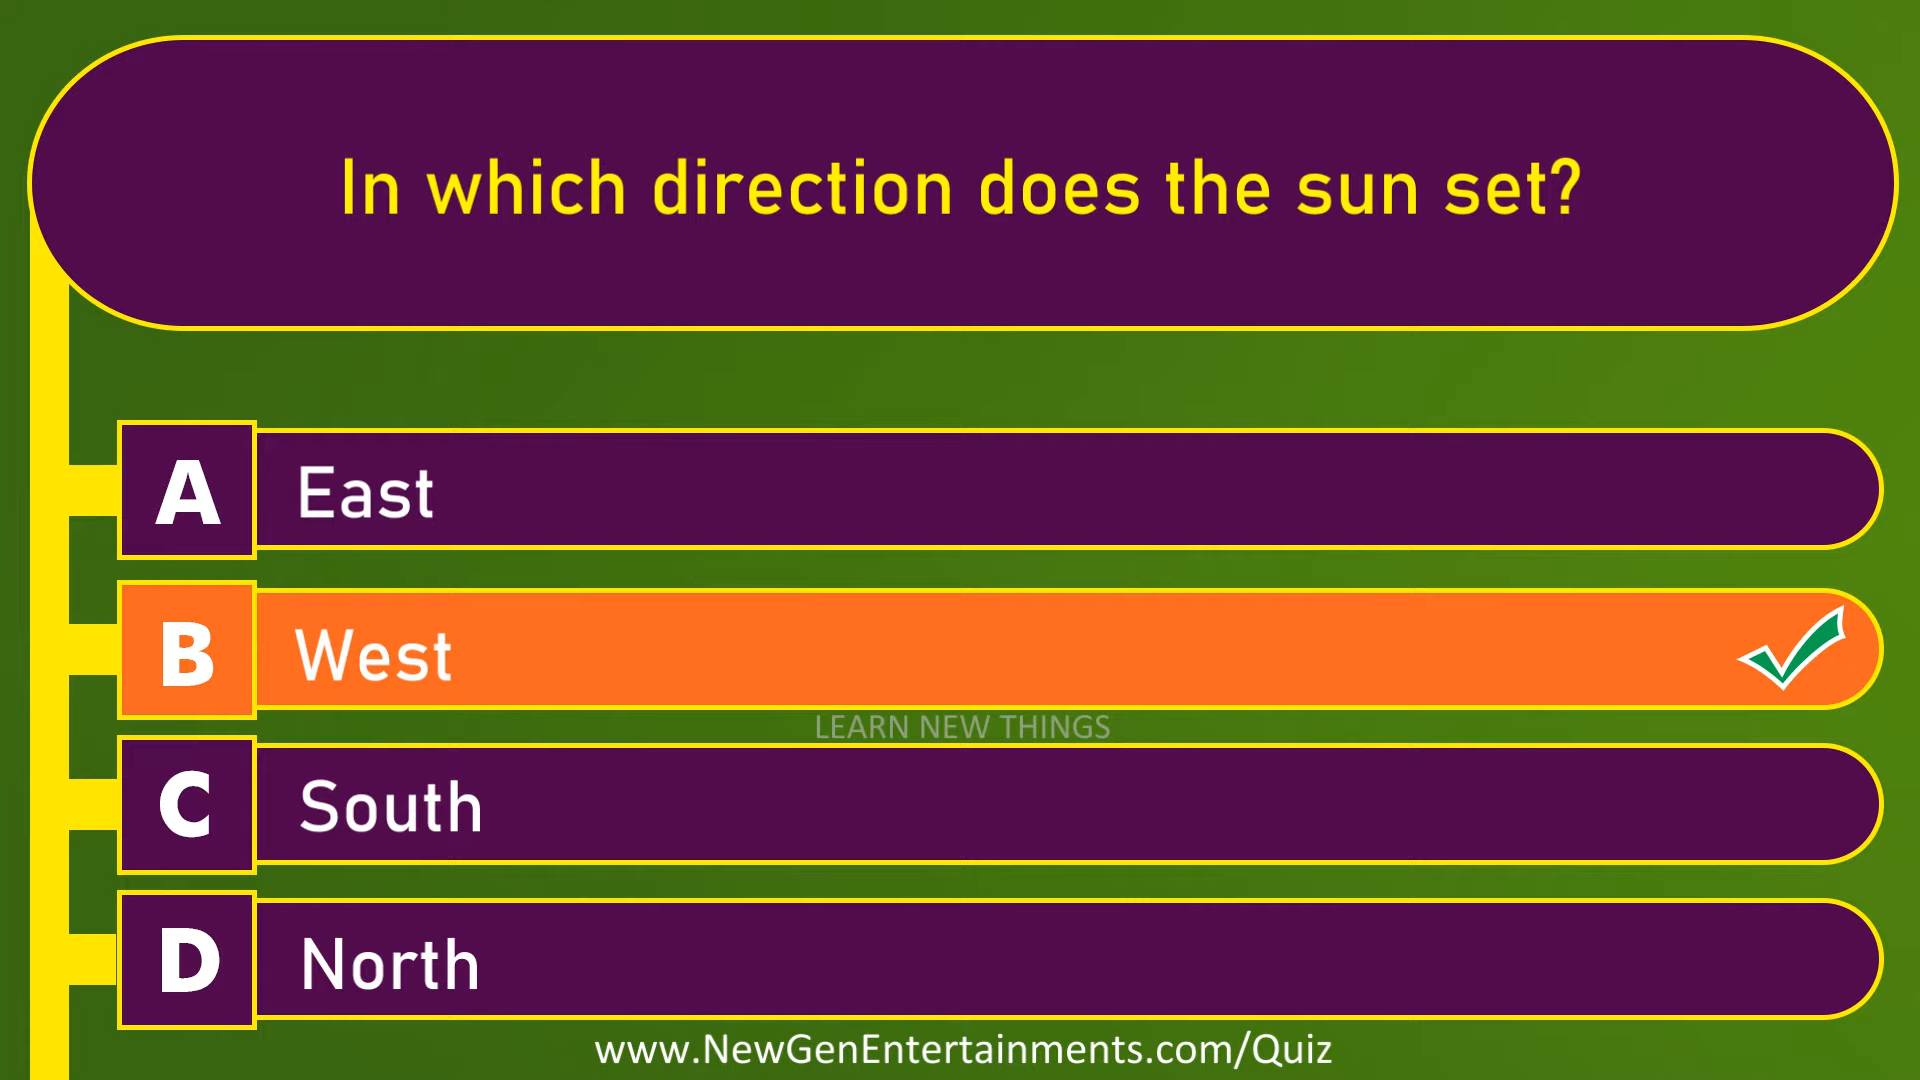 In which direction does the sun set?
A East
B West
LEARN NEW THINGS
C South
D North
www.NewGenEntertainments.com/Quiz